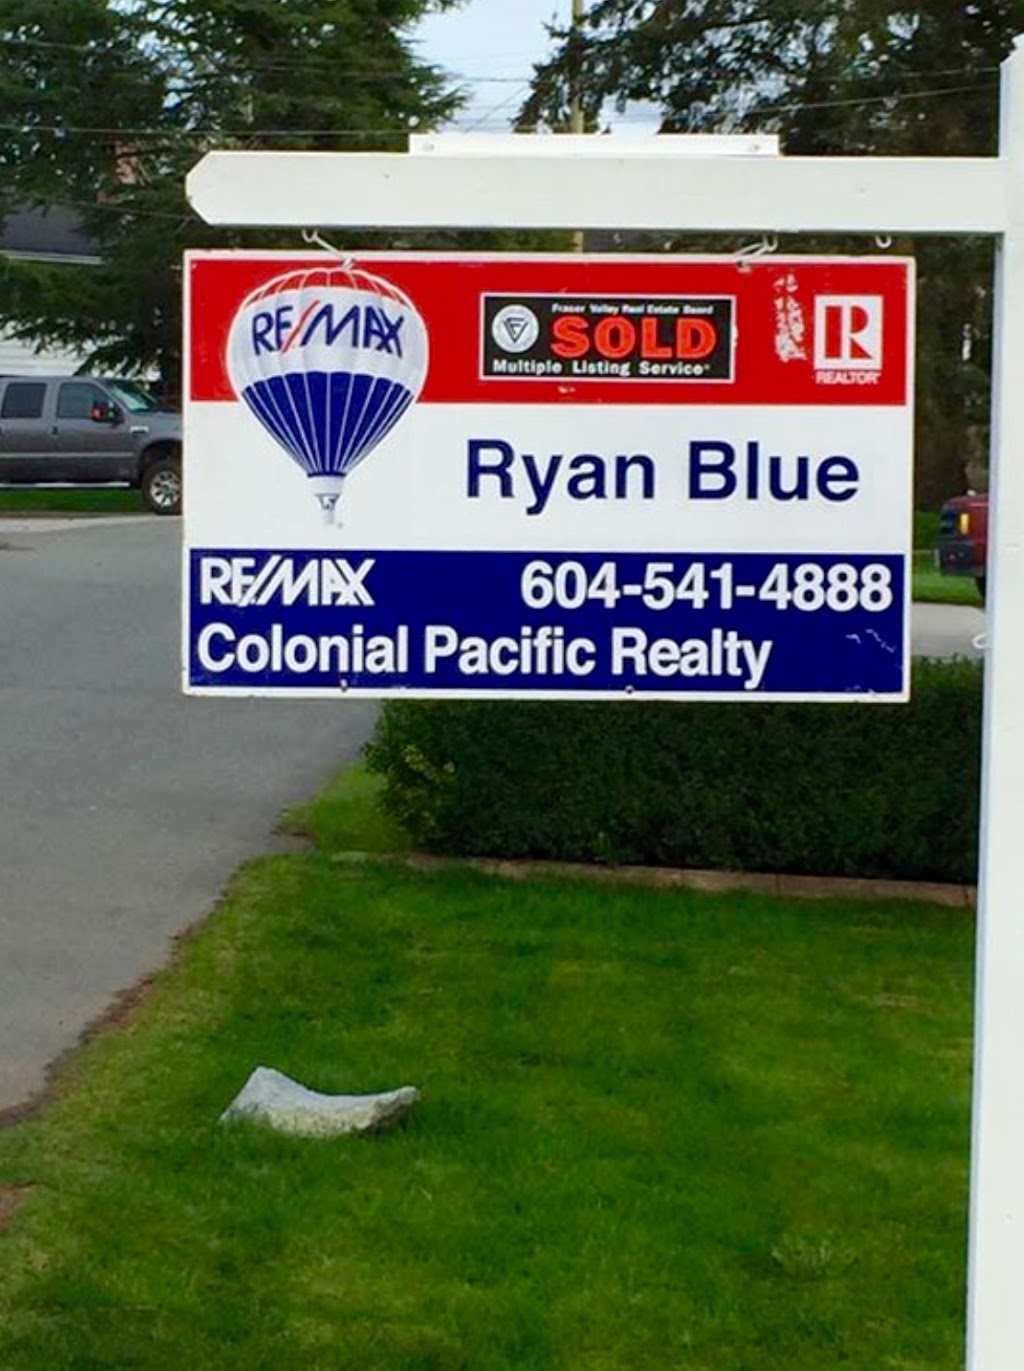 RE/MAX
Fraser Valley Real Estate Board
SOLD
Multiple Listing Service®
R
REALTOR®
Ryan Blue
RE/MAX
604-541-4888
Colonial Pacific Realty